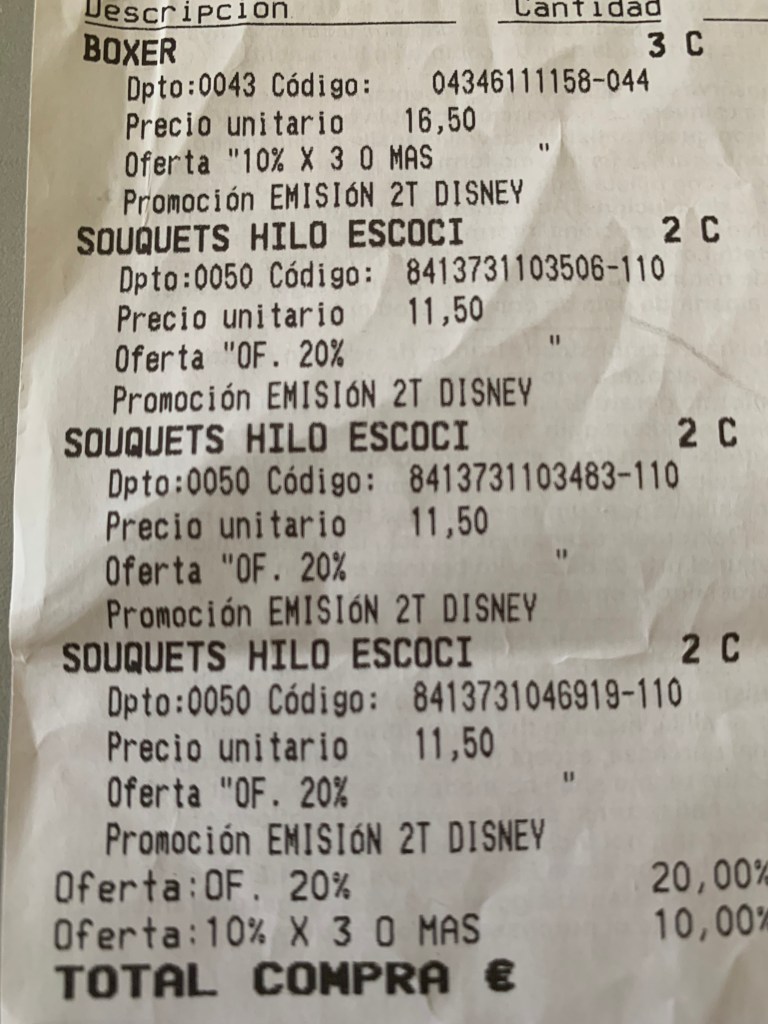 Descripción Cantidad
BOXER 3 C
Dpto:0043 Código: 04346111158-044
Precio unitario 16,50
Oferta "10% X 3 O MAS "
Promoción EMISIóN 2T DISNEY
SOUQUETS HILO ESCOCI 2 C
Dpto:0050 Código: 8413731103506-110
Precio unitario 11,50
Oferta "OF. 20% "
Promoción EMISIóN 2T DISNEY
SOUQUETS HILO ESCOCI 2 C
Dpto:0050 Código: 8413731103483-110
Precio unitario 11,50
Oferta "OF. 20% "
Promoción EMISIóN 2T DISNEY
SOUQUETS HILO ESCOCI 2 C
Dpto:0050 Código: 8413731046919-110
Precio unitario 11,50
Oferta "OF. 20% "
Promoción EMISIóN 2T DISNEY
Oferta:OF. 20% 20,00%
Oferta:10% X 3 O MAS 10,00%
TOTAL COMPRA €